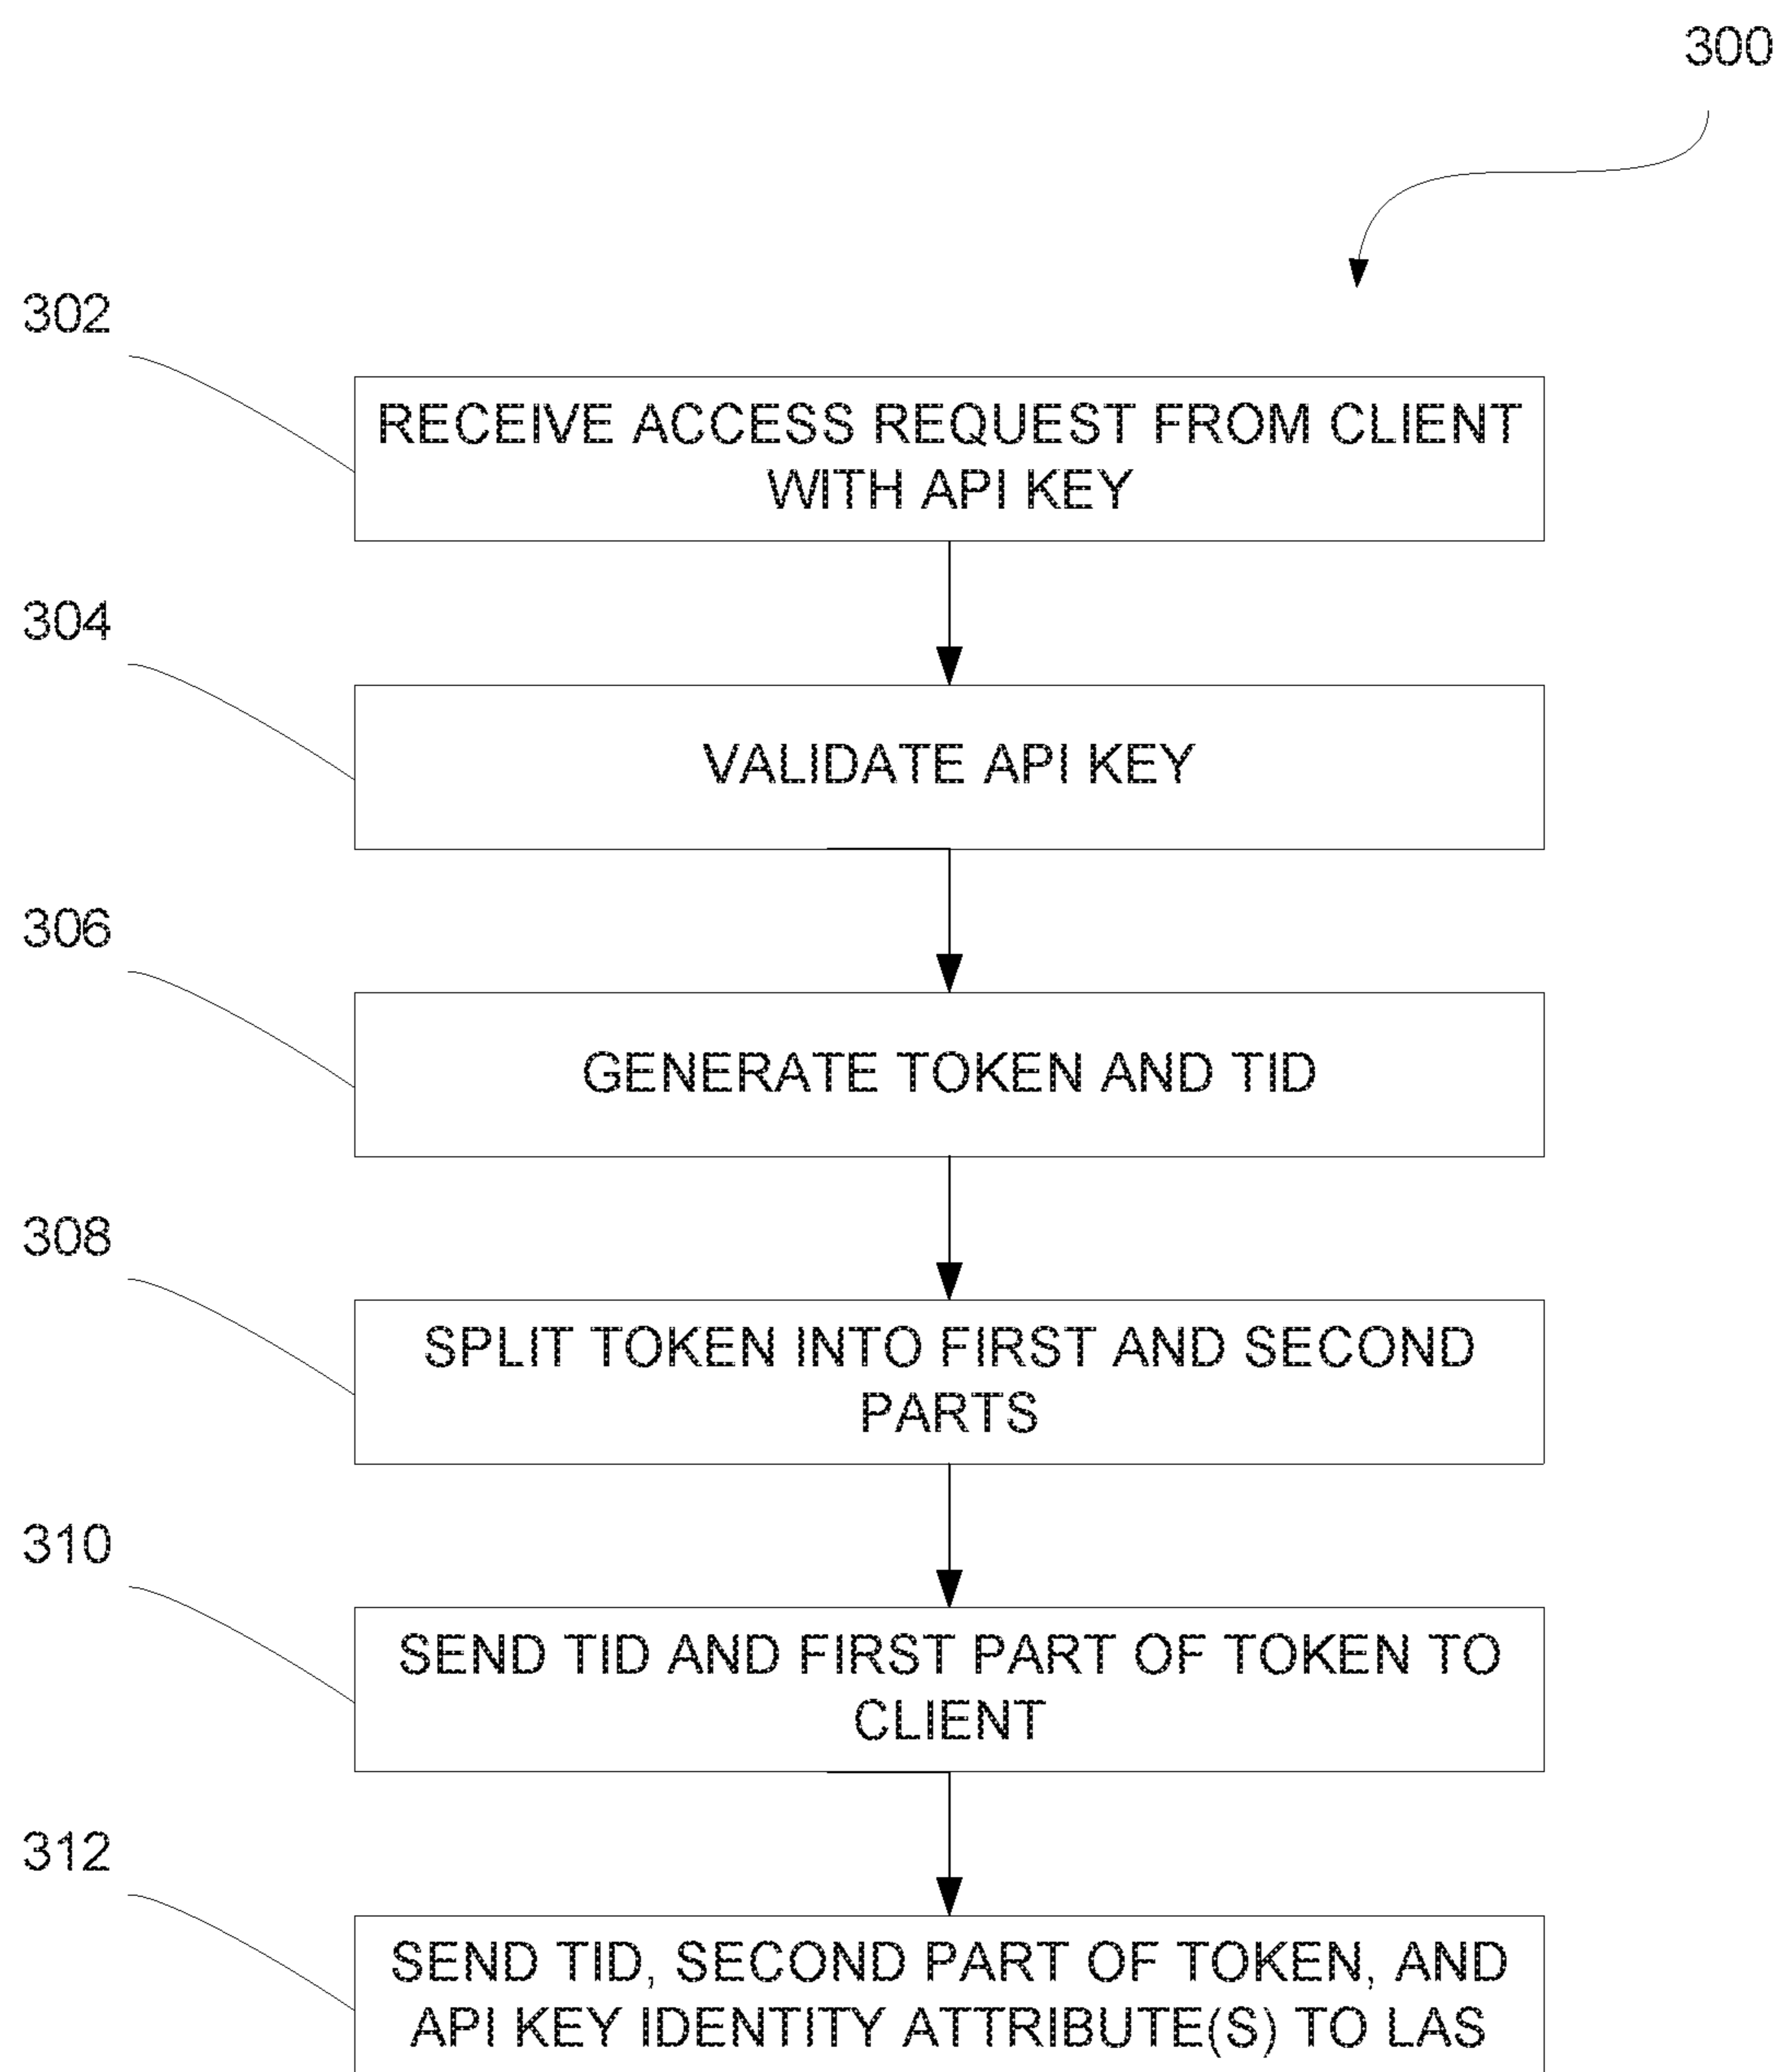 300
302
RECEIVE ACCESS REQUEST FROM CLIENT
WITH API KEY
304
VALIDATE API KEY
306
GENERATE TOKEN AND TID
308
SPLIT TOKEN INTO FIRST AND SECOND
PARTS
310
SEND TID AND FIRST PART OF TOKEN TO
CLIENT
312
SEND TID, SECOND PART OF TOKEN, AND
API KEY IDENTITY ATTRIBUTE(S) TO LAS